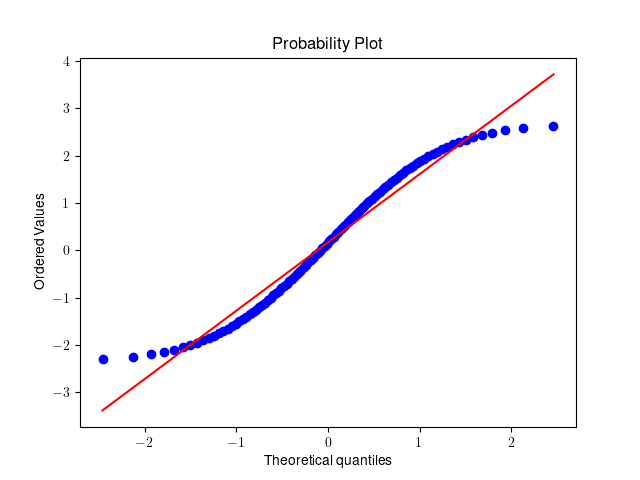 Probability Plot
4
3
2
1
0
−1
−2
−3
Ordered Values
−2 −1 0 1 2
Theoretical quantiles